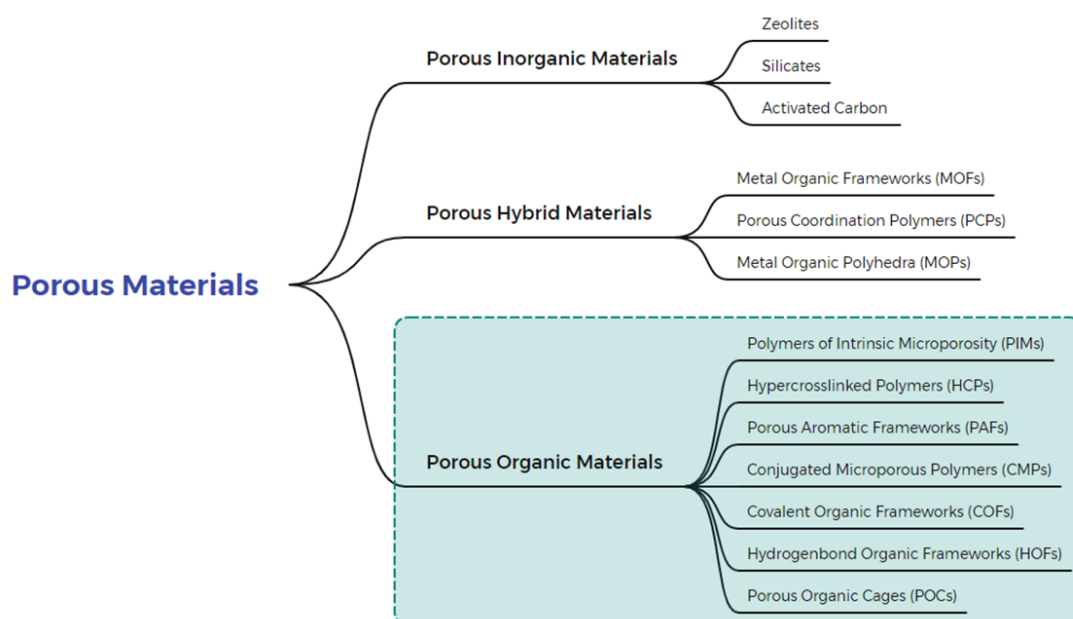 Porous Materials
Porous Inorganic Materials
Zeolites
Silicates
Activated Carbon
Porous Hybrid Materials
Metal Organic Frameworks (MOFs)
Porous Coordination Polymers (PCPs)
Metal Organic Polyhedra (MOPs)
Porous Organic Materials
Polymers of Intrinsic Microporosity (PIMs)
Hypercrosslinked Polymers (HCPs)
Porous Aromatic Frameworks (PAFs)
Conjugated Microporous Polymers (CMPs)
Covalent Organic Frameworks (COFs)
Hydrogenbond Organic Frameworks (HOFs)
Porous Organic Cages (POCs)